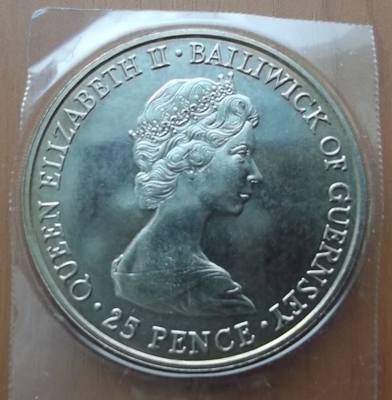 QUEEN ELIZABETH II · BAILIWICK OF GUERNSEY ·
25 PENCE ·